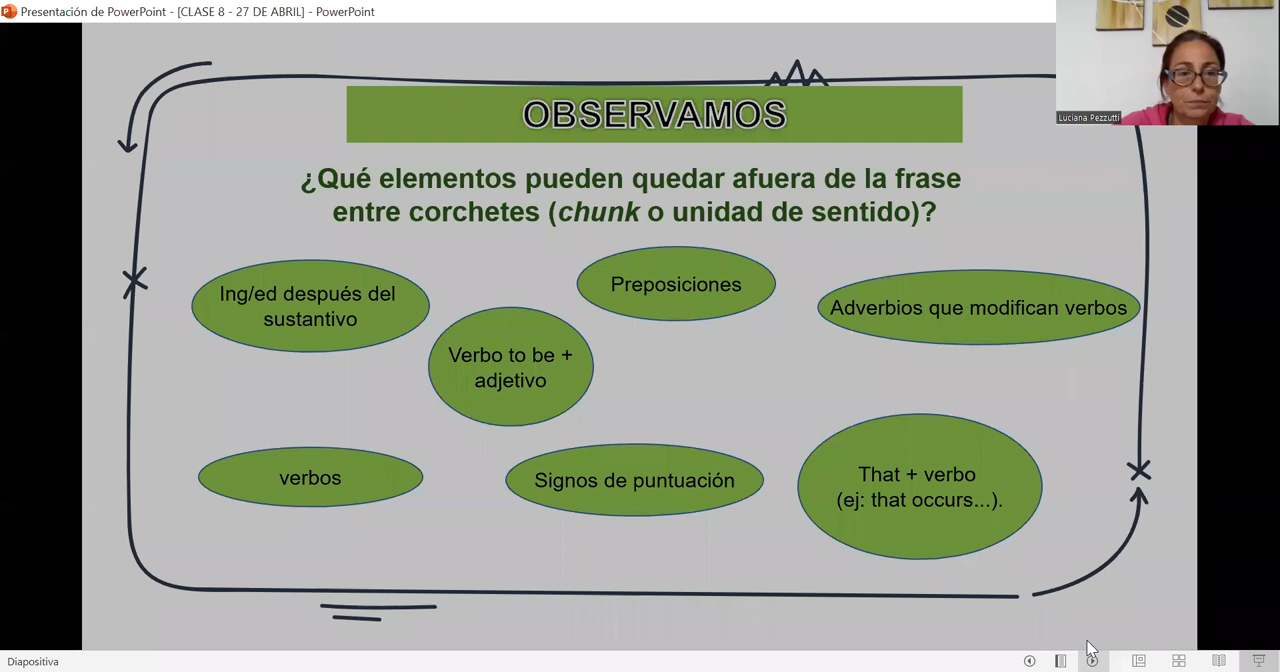 Presentación de PowerPoint - [CLASE 8 - 27 DE ABRIL] - PowerPoint
Luciana Pezzutti
OBSERVAMOS
¿Qué elementos pueden quedar afuera de la frase
entre corchetes (chunk o unidad de sentido)?
Ing/ed después del
sustantivo
Preposiciones
Adverbios que modifican verbos
Verbo to be +
adjetivo
verbos
Signos de puntuación
That + verbo
(ej: that occurs...).
Diapositiva